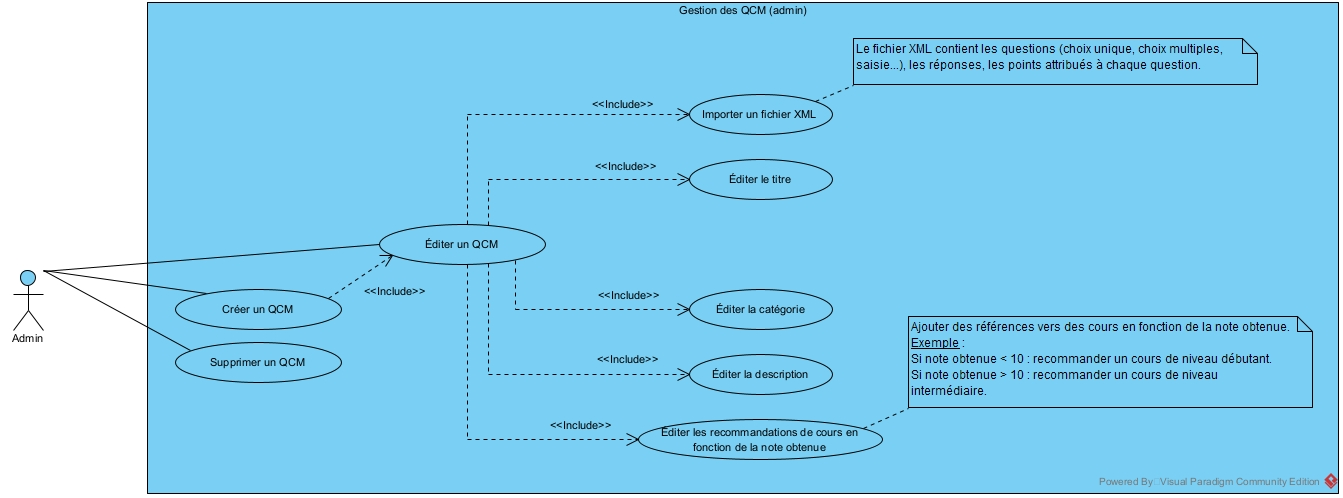 Gestion des QCM (admin)
Le fichier XML contient les questions (choix unique, choix multiples,
saisie...), les réponses, les points attribués à chaque question.
<<Include>>
Importer un fichier XML
<<Include>>
Éditer le titre
Éditer un QCM
<<Include>>
Créer un QCM
Admin
Supprimer un QCM
<<Include>>
Éditer la catégorie
<<Include>>
Éditer la description
<<Include>>
Éditer les recommandations de cours en
fonction de la note obtenue
Ajouter des références vers des cours en fonction de la note obtenue.
Exemple :
Si note obtenue < 10 : recommander un cours de niveau débutant.
Si note obtenue > 10 : recommander un cours de niveau
intermédiaire.
Powered By: Visual Paradigm Community Edition